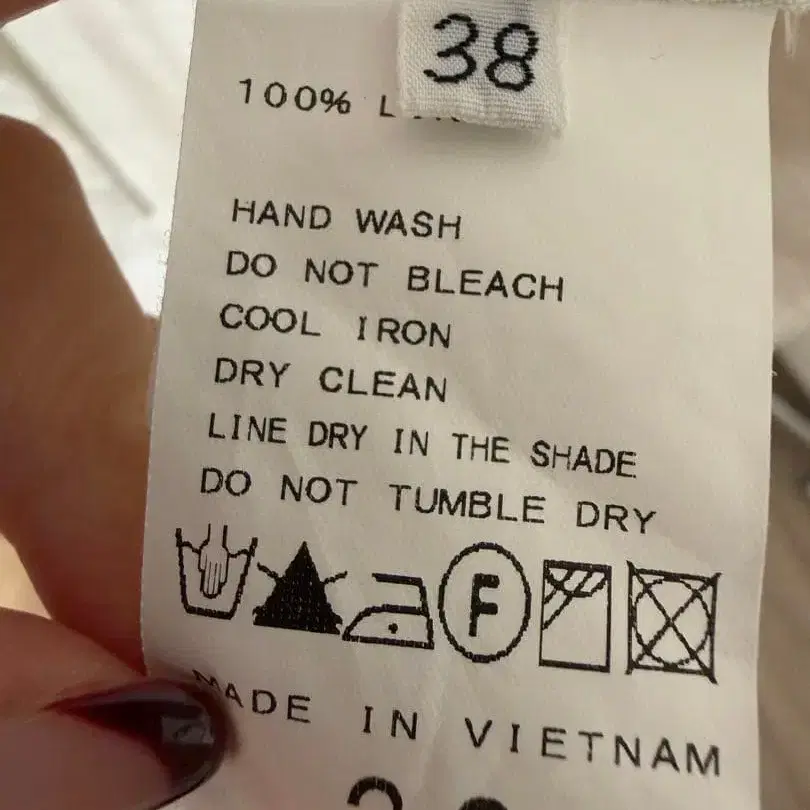 38
100%
HAND WASH
DO NOT BLEACH
COOL IRON
DRY CLEAN
LINE DRY IN THE SHADE
DO NOT TUMBLE DRY
F
MADE IN VIETNAM